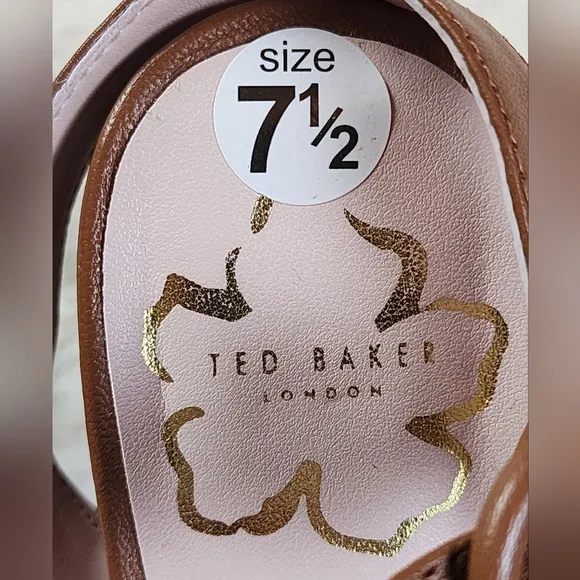 size
7½
TED BAKER
LONDON